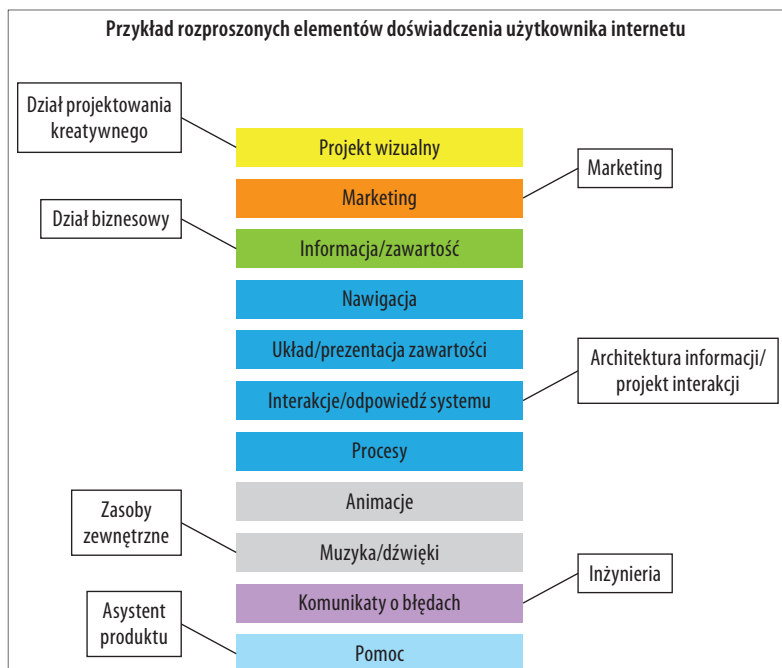 Przykład rozproszonych elementów doświadczenia użytkownika internetu
Dział projektowania
kreatywnego
Projekt wizualny
Marketing
Marketing
Dział biznesowy
Informacja/zawartość
Nawigacja
Układ/prezentacja zawartości
Architektura informacji/
projekt interakcji
Interakcje/odpowiedź systemu
Procesy
Animacje
Zasoby
zewnętrzne
Muzyka/dźwięki
Inżynieria
Komunikaty o błędach
Asystent
produktu
Pomoc